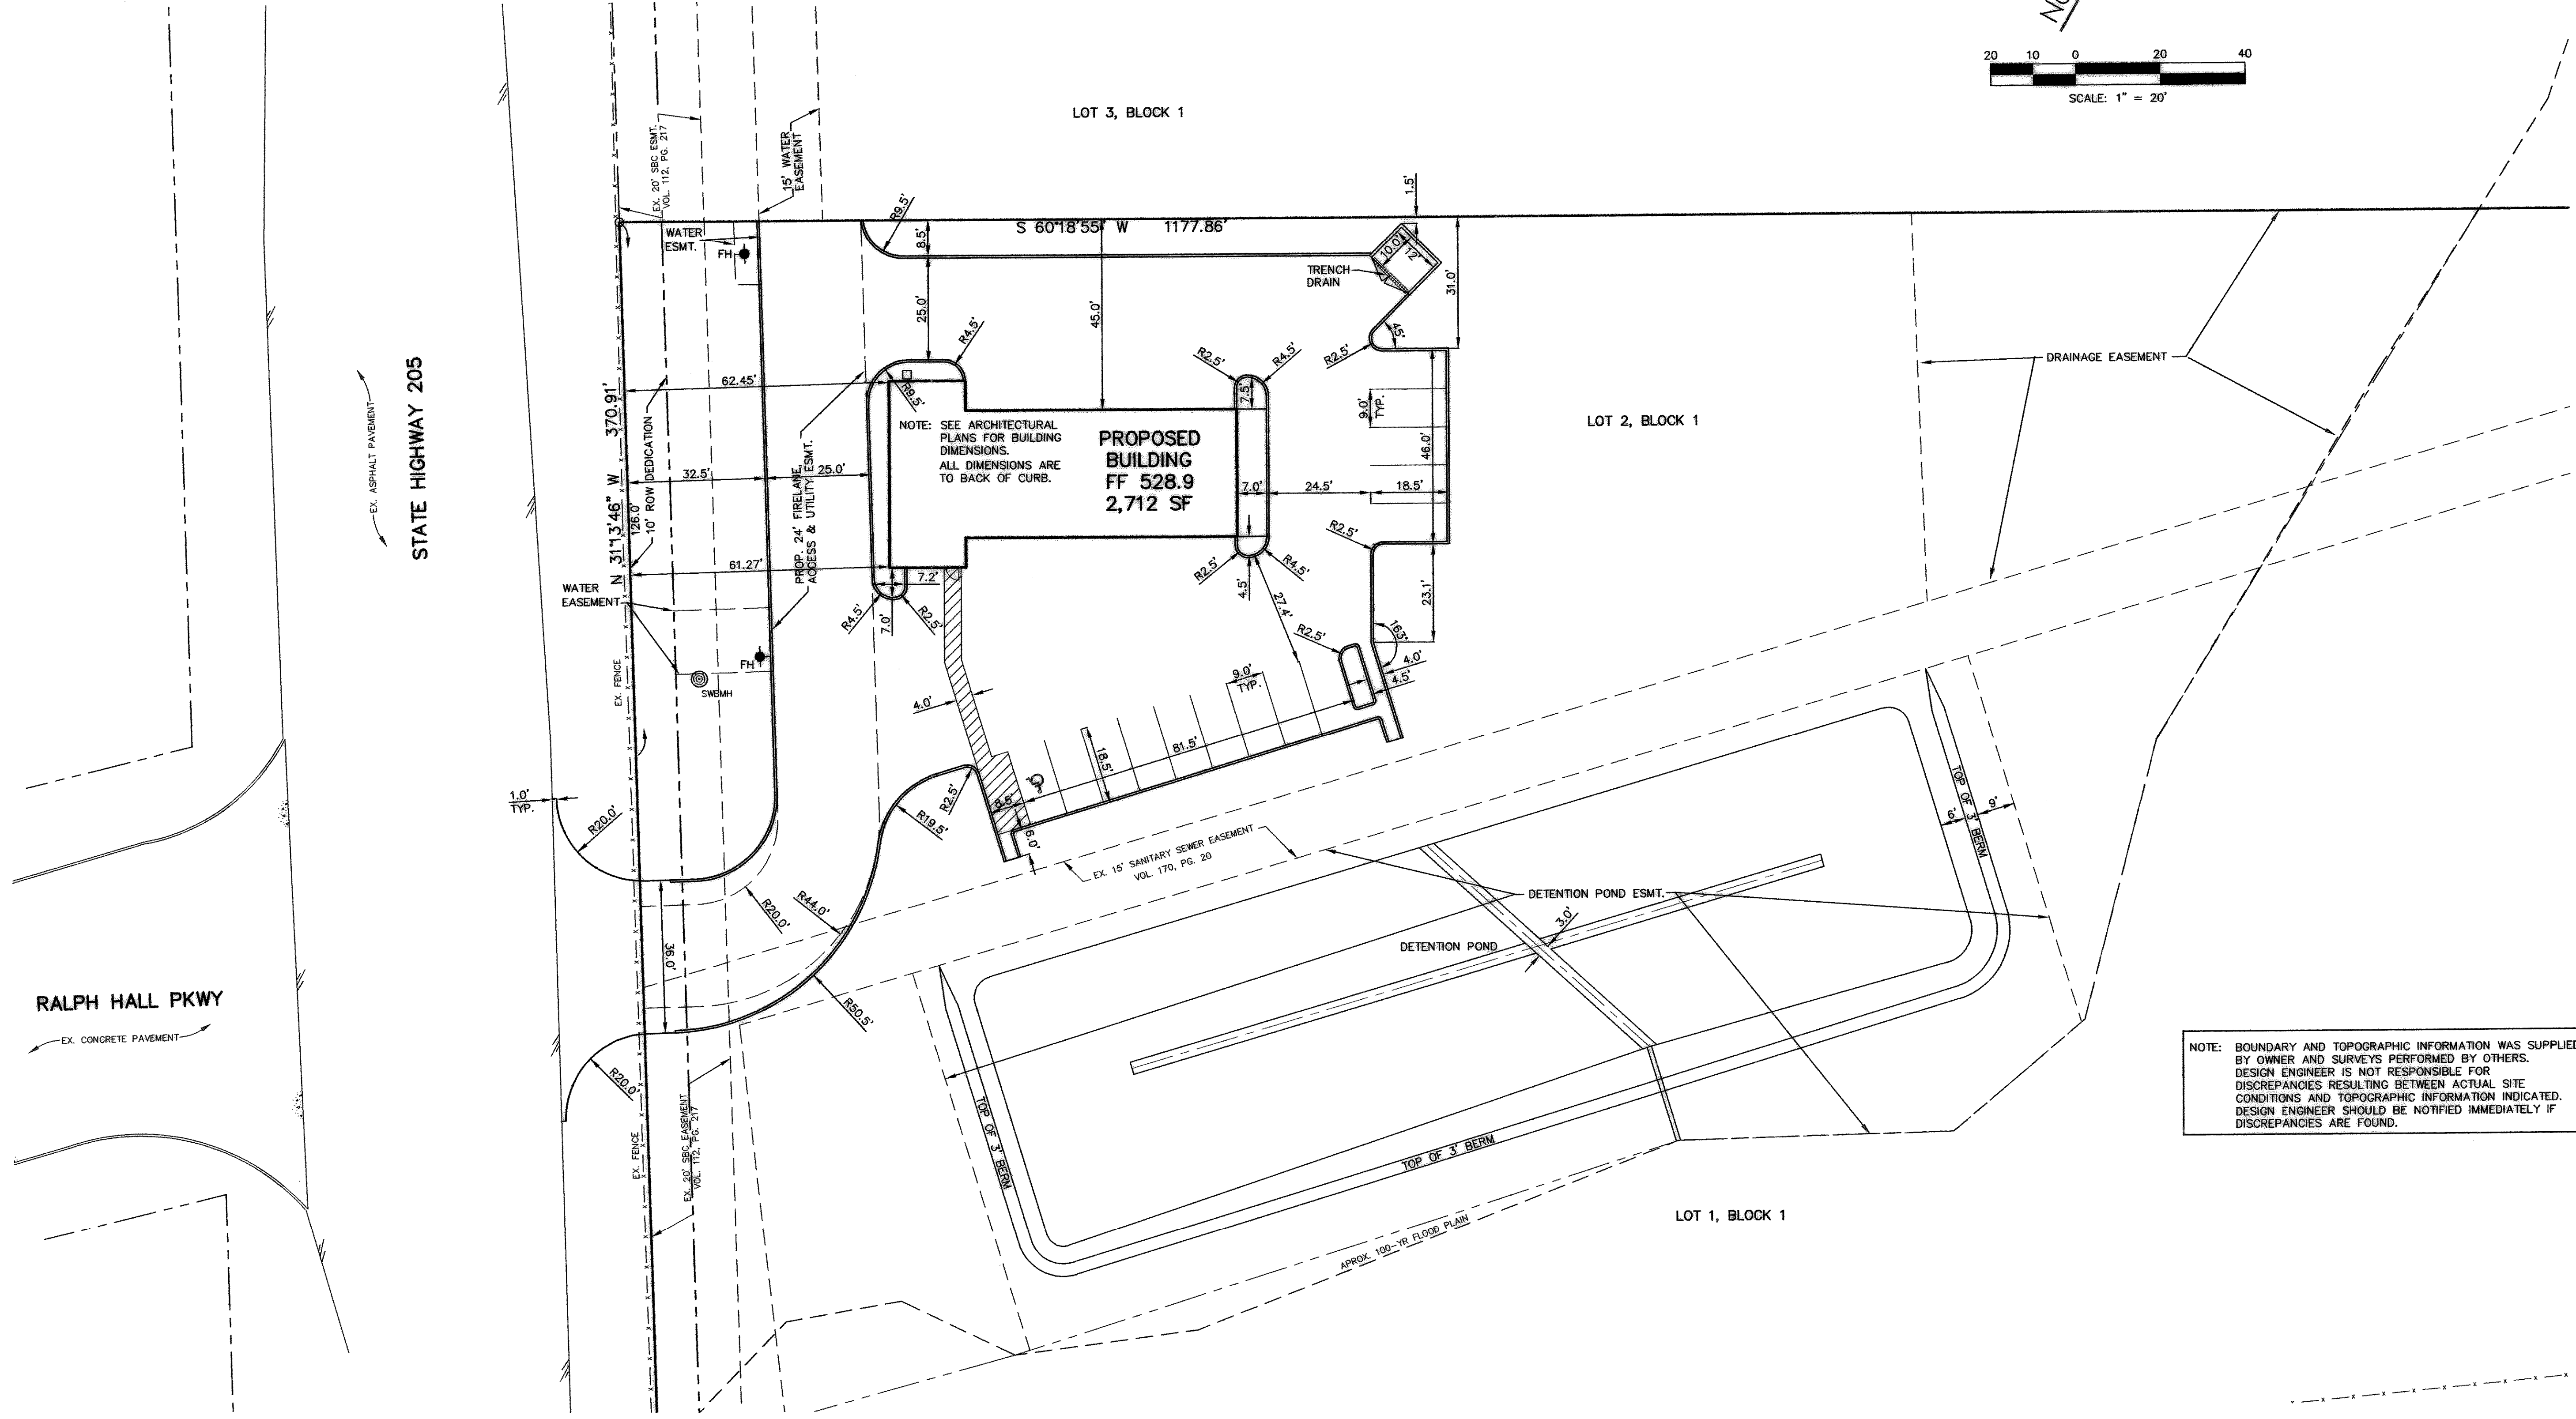 No
20 10 0 20 40
SCALE: 1" = 20'
LOT 3, BLOCK 1
EX. 20' SBC ESMT.
VOL. 112, PG. 217
15' WATER
EASEMENT
R9.5'
1.5'
S 60°18'55" W 1177.86'
WATER
ESMT.
FH
8.5'
10.0'
12'
TRENCH
DRAIN
31.0'
25.0'
45.0'
R4.5'
45°
R2.5'
R4.5'
R2.5'
DRAINAGE EASEMENT
STATE HIGHWAY 205
EX. ASPHALT PAVEMENT
62.45'
R9.5'
7.5'
9.0'
TYP.
N 31°13'46" W 370.91'
126.0'
10' ROW DEDICATION
NOTE: SEE ARCHITECTURAL
PLANS FOR BUILDING
DIMENSIONS.
ALL DIMENSIONS ARE
TO BACK OF CURB.
PROPOSED
BUILDING
FF 528.9
2,712 SF
LOT 2, BLOCK 1
46.0'
32.5'
25.0'
PROP. 24' FIRELANE,
ACCESS & UTILITY ESMT.
7.0'
24.5'
18.5'
R2.5'
61.27'
7.2'
R2.5'
R4.5'
4.5'
27.4'
23.1'
WATER
EASEMENT
R4.5'
7.0'
R2.5'
R2.5'
163°
4.0'
4.5'
FH
SWBMH
EX. FENCE
4.0'
9.0'
TYP.
81.5'
18.5'
1.0'
TYP.
R20.0'
R2.5'
8.5'
R19.5'
6.0'
TOP OF 3' BERM
6'
9'
EX. 15' SANITARY SEWER EASEMENT
VOL. 170, PG. 20
R20.0'
R44.0'
DETENTION POND ESMT.
36.0'
3.0'
DETENTION POND
RALPH HALL PKWY
EX. CONCRETE PAVEMENT
R50.5'
R20.0'
NOTE: BOUNDARY AND TOPOGRAPHIC INFORMATION WAS SUPPLIED
BY OWNER AND SURVEYS PERFORMED BY OTHERS.
DESIGN ENGINEER IS NOT RESPONSIBLE FOR
DISCREPANCIES RESULTING BETWEEN ACTUAL SITE
CONDITIONS AND TOPOGRAPHIC INFORMATION INDICATED.
DESIGN ENGINEER SHOULD BE NOTIFIED IMMEDIATELY IF
DISCREPANCIES ARE FOUND.
EX. FENCE
EX. 20' SBC EASEMENT
VOL. 112, PG. 217
TOP OF 3' BERM
TOP OF 3' BERM
LOT 1, BLOCK 1
APROX. 100-YR FLOOD PLAIN